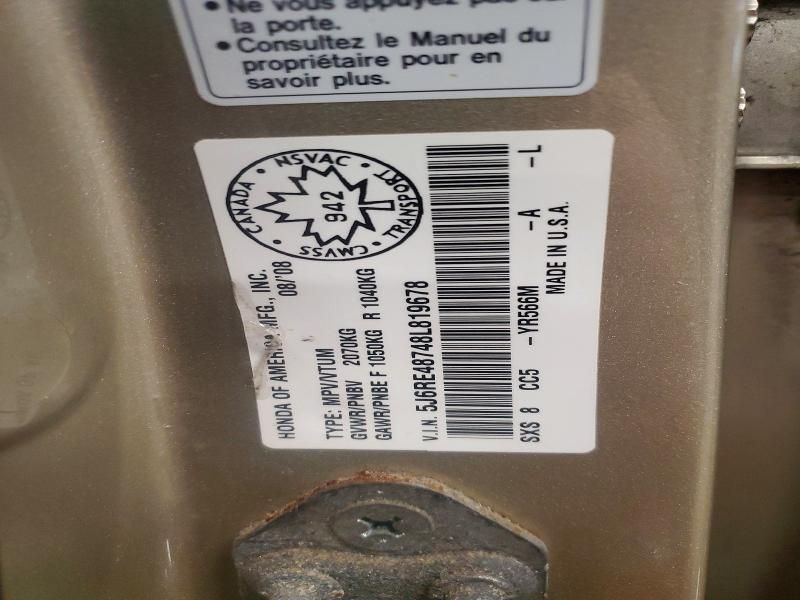 • Ne vous appuyez pas sur
la porte.
• Consultez le Manuel du
propriétaire pour en
savoir plus.
CANADA • NSVAC • TRANSPORT • CMVSS •
942
HONDA OF AMERICA MFG., INC.
08/'08
TYPE: MPV/VTUM
GVWR/PNBV 2070KG
GAWR/PNBE F 1050KG R 1040KG
V.I.N. 5J6RE48748L819678
SXS 8 CC5 -YR566M -A -L
MADE IN U.S.A.